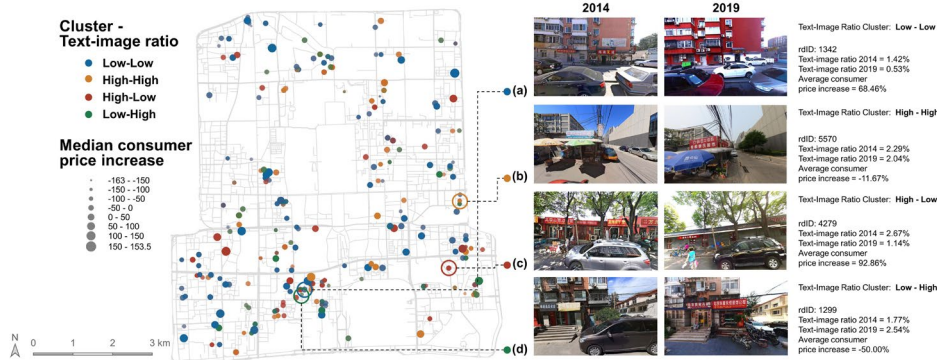 2014
2019
Cluster -
Text-image ratio
Low-Low
High-High
High-Low
Low-High
Median consumer
price increase
-163 - -150
-150 - -100
-100 - -50
-50 - 0
0 - 50
50 - 100
100 - 150
150 - 153.5
N
0 1 2 3 km
(a)
Text-Image Ratio Cluster: Low - Low
rdID: 1342
Text-image ratio 2014 = 1.42%
Text-image ratio 2019 = 0.53%
Average consumer
price increase = 68.46%
(b)
Text-Image Ratio Cluster: High - High
rdID: 5570
Text-image ratio 2014 = 2.29%
Text-image ratio 2019 = 2.04%
Average consumer
price increase = -11.67%
(c)
Text-Image Ratio Cluster: High - Low
rdID: 4279
Text-image ratio 2014 = 2.67%
Text-image ratio 2019 = 1.14%
Average consumer
price increase = 92.86%
(d)
Text-Image Ratio Cluster: Low - High
rdID: 1299
Text-image ratio 2014 = 1.77%
Text-image ratio 2019 = 2.54%
Average consumer
price increase = -50.00%